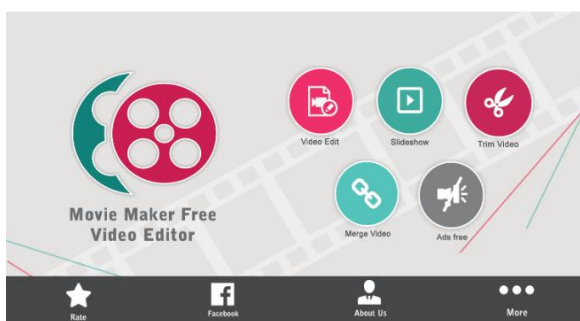 Video Edit
Slideshow
Trim Video
Movie Maker Free
Video Editor
Merge Video
Ads free
Rate
Facebook
About Us
More